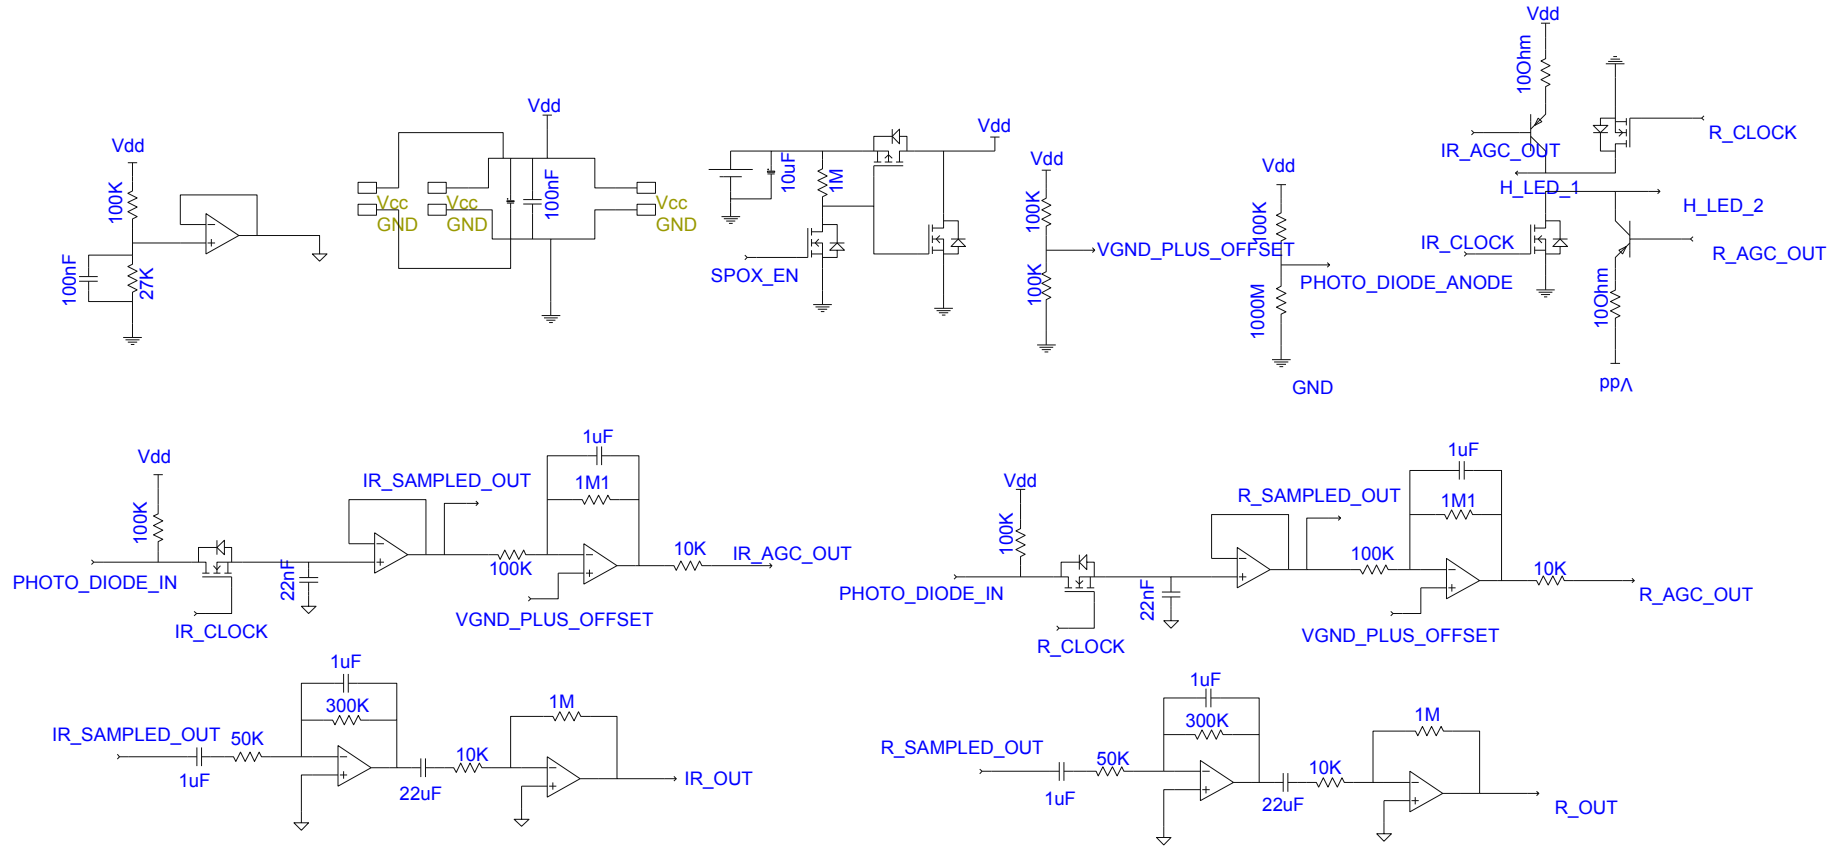 Vdd
100K
100nF
27K
Vdd
Vcc
GND
Vcc
GND
100nF
Vcc
GND
10uF
1M
Vdd
SPOX_EN
Vdd
100K
VGND_PLUS_OFFSET
100K
Vdd
100K
PHOTO_DIODE_ANODE
1000M
GND
Vdd
10Ohm
IR_AGC_OUT
R_CLOCK
H_LED_1
H_LED_2
IR_CLOCK
R_AGC_OUT
10Ohm
Vdd
Vdd
100K
PHOTO_DIODE_IN
IR_CLOCK
22nF
IR_SAMPLED_OUT
100K
1uF
1M1
VGND_PLUS_OFFSET
10K
IR_AGC_OUT
Vdd
100K
PHOTO_DIODE_IN
R_CLOCK
22nF
R_SAMPLED_OUT
100K
1uF
1M1
VGND_PLUS_OFFSET
10K
R_AGC_OUT
IR_SAMPLED_OUT
1uF
50K
1uF
300K
22uF
10K
1M
IR_OUT
R_SAMPLED_OUT
1uF
50K
1uF
300K
22uF
10K
1M
R_OUT